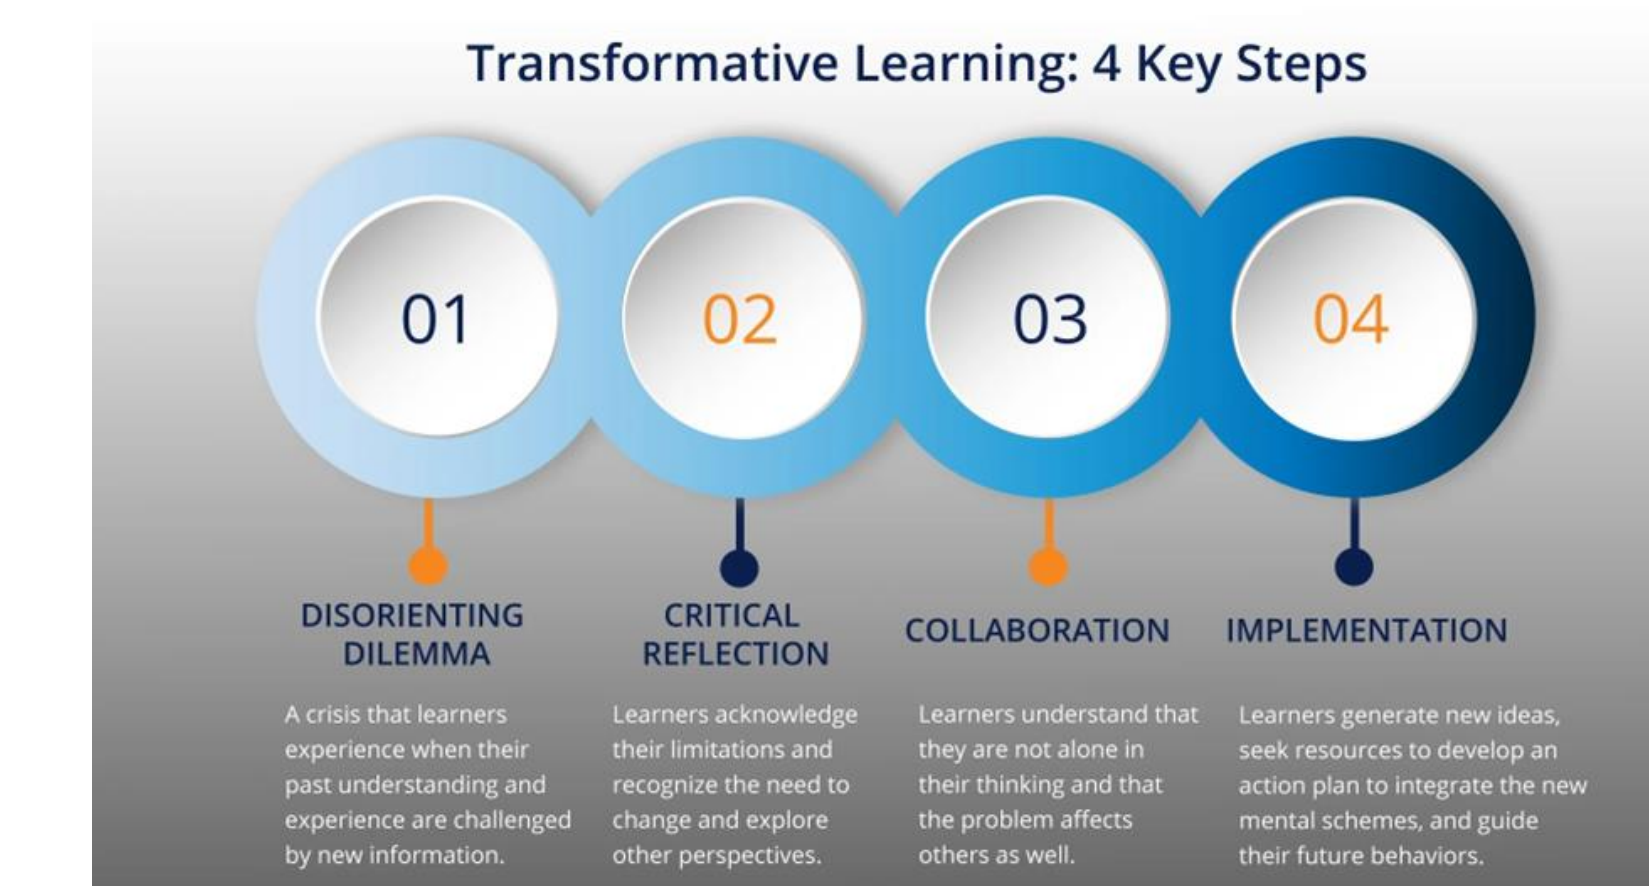 Transformative Learning: 4 Key Steps
01
02
03
04
DISORIENTING
DILEMMA
A crisis that learners
experience when their
past understanding and
experience are challenged
by new information.
CRITICAL
REFLECTION
Learners acknowledge
their limitations and
recognize the need to
change and explore
other perspectives.
COLLABORATION
Learners understand that
they are not alone in
their thinking and that
the problem affects
others as well.
IMPLEMENTATION
Learners generate new ideas,
seek resources to develop an
action plan to integrate the new
mental schemes, and guide
their future behaviors.